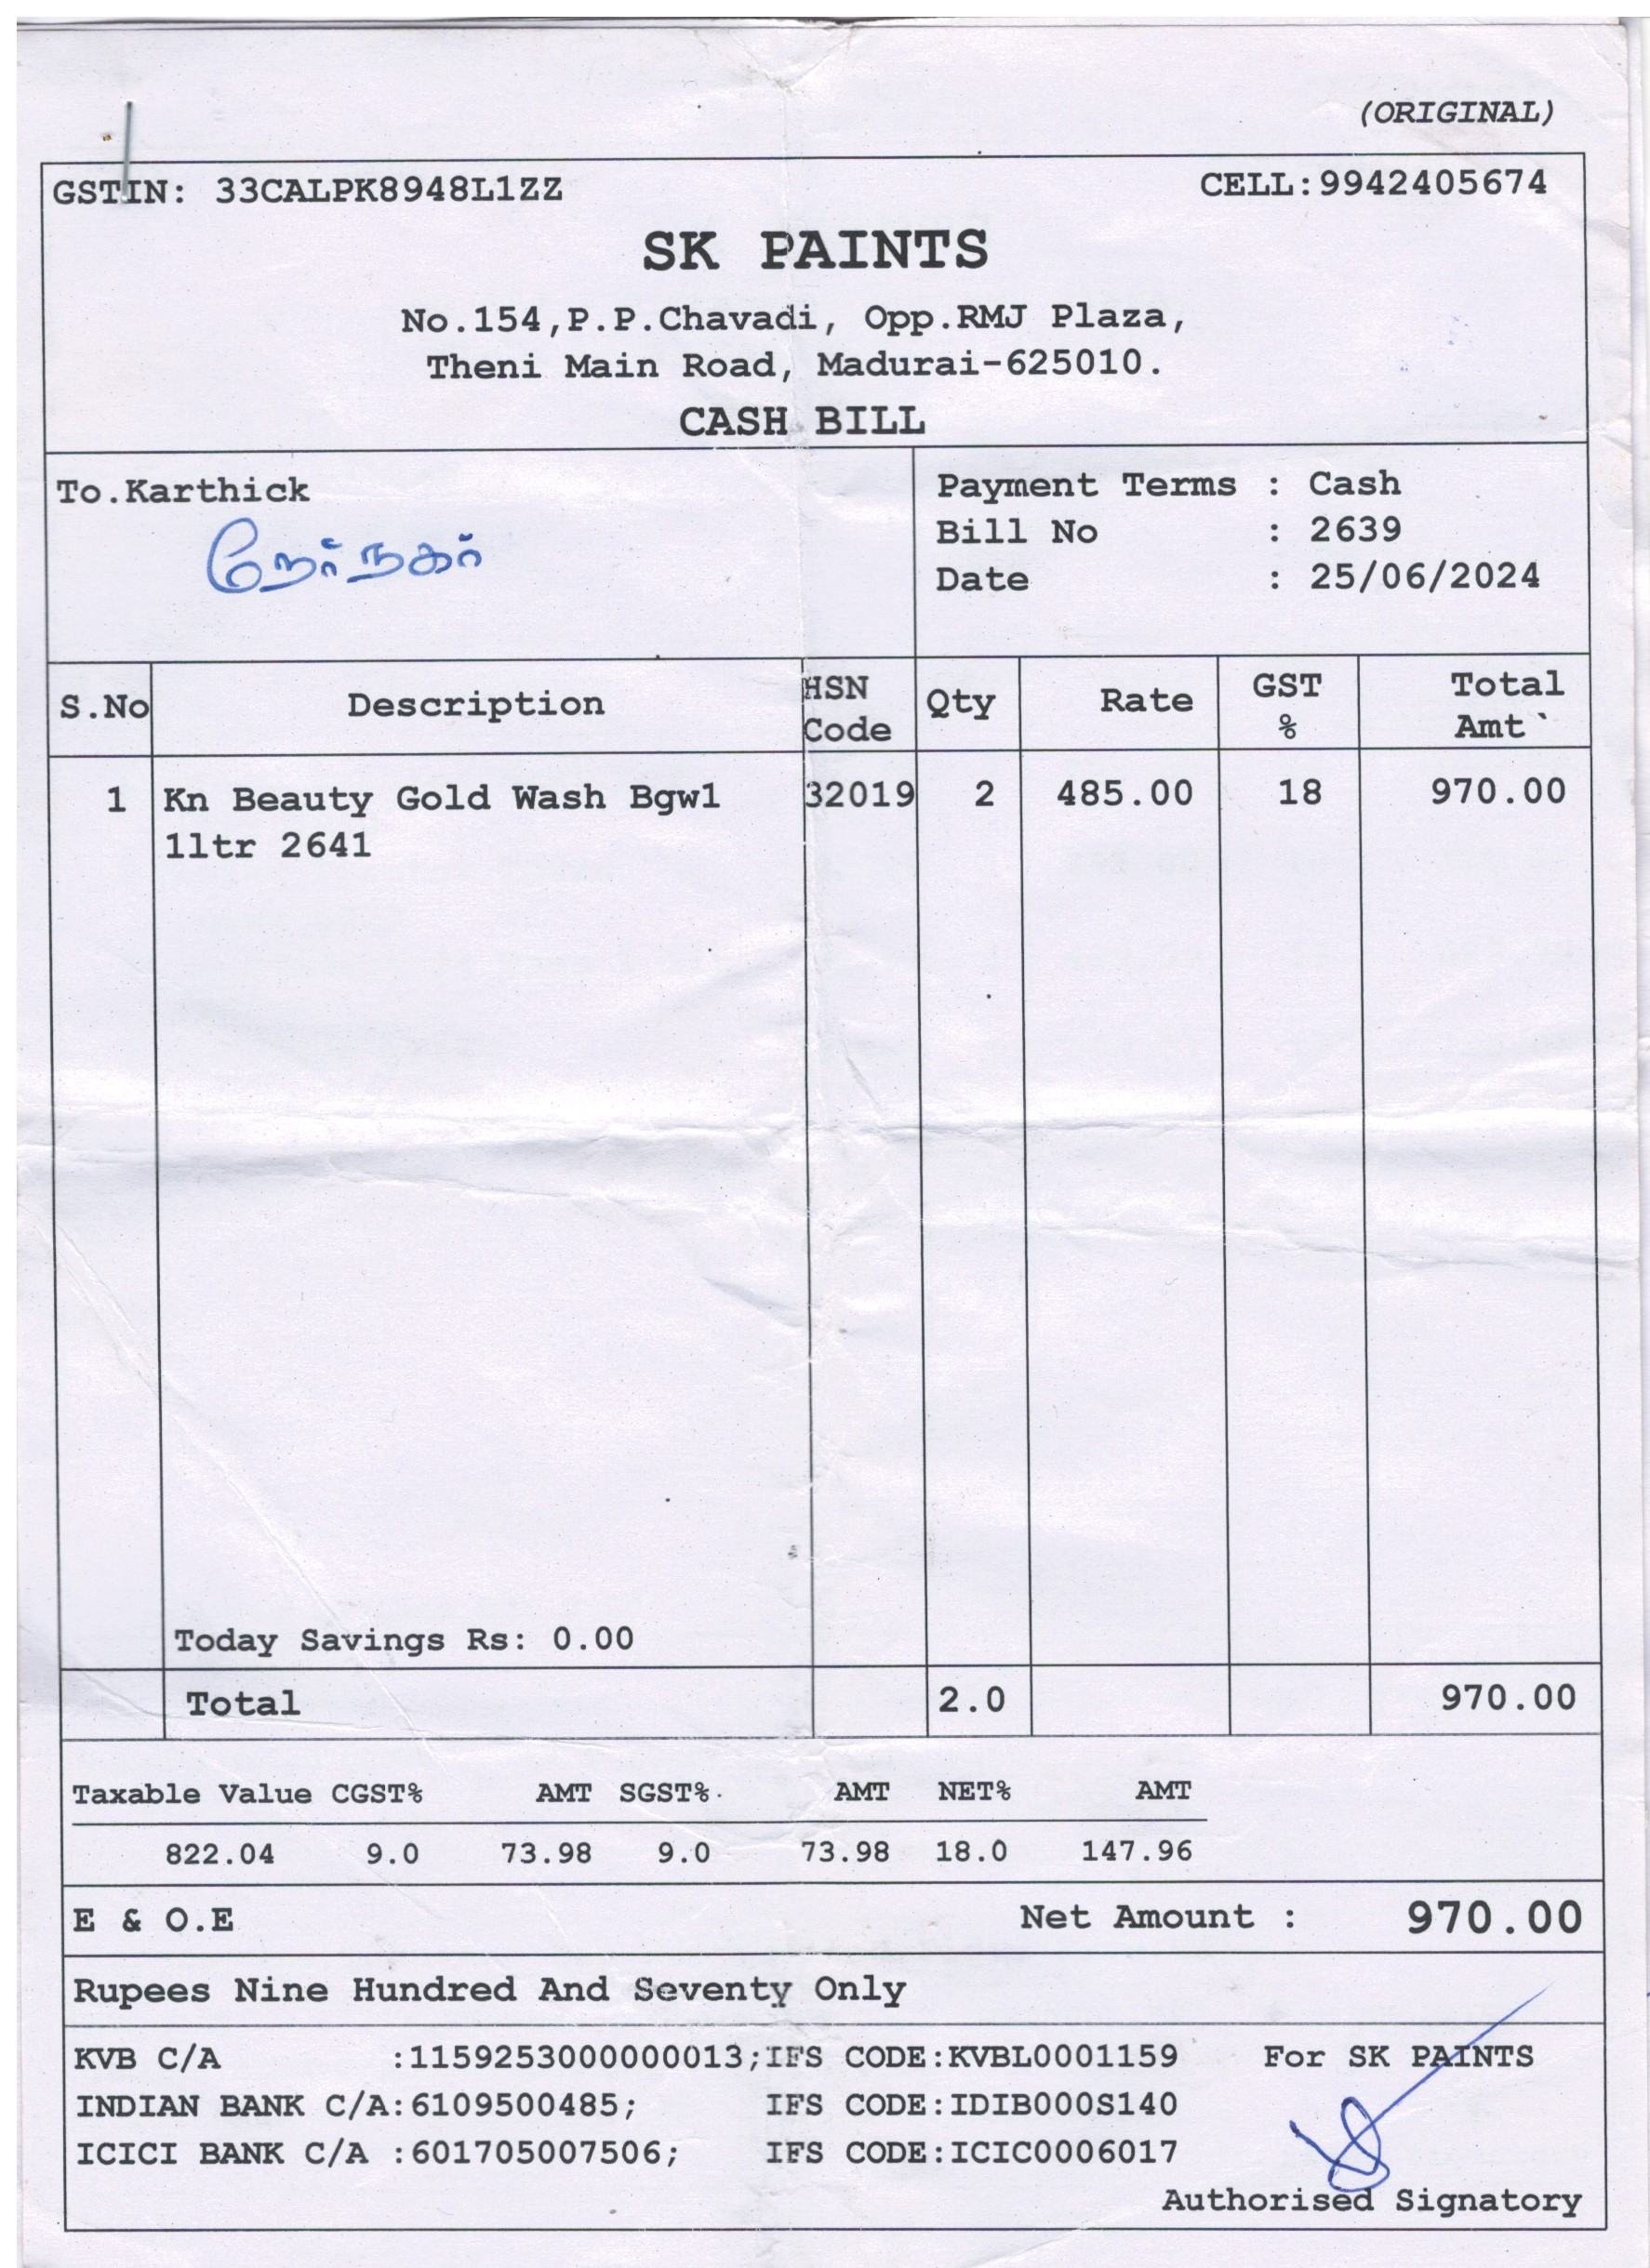 (ORIGINAL)
GSTIN: 33CALPK8948L1ZZ CELL:9942405674
SK PAINTS
No.154,P.P.Chavadi, Opp.RMJ Plaza,
Theni Main Road, Madurai-625010.
CASH BILL
To.Karthick
நேர்நகர்
Payment Terms : Cash
Bill No : 2639
Date : 25/06/2024
S.No Description HSN Code Qty Rate GST % Total Amt`
1 Kn Beauty Gold Wash Bgw1 32019 2 485.00 18 970.00
1ltr 2641
Today Savings Rs: 0.00
Total 2.0 970.00
Taxable Value CGST% AMT SGST% AMT NET% AMT
822.04 9.0 73.98 9.0 73.98 18.0 147.96
E & O.E Net Amount : 970.00
Rupees Nine Hundred And Seventy Only
KVB C/A :1159253000000013;IFS CODE:KVBL0001159 For SK PAINTS
INDIAN BANK C/A:6109500485; IFS CODE:IDIB000S140
ICICI BANK C/A :601705007506; IFS CODE:ICIC0006017
Authorised Signatory